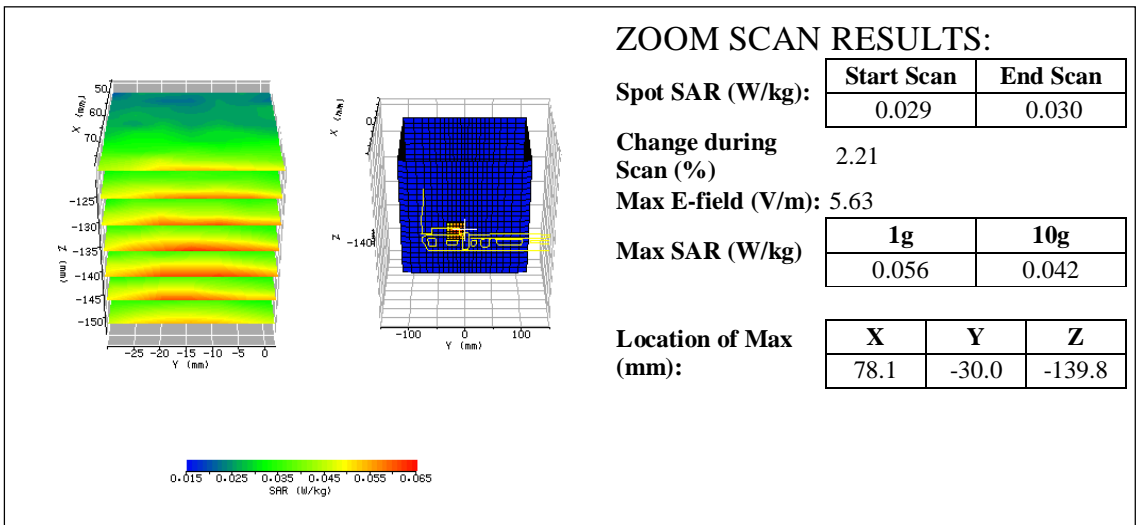 ZOOM SCAN RESULTS:
Spot SAR (W/kg):
Start Scan End Scan
0.029 0.030
Change during
Scan (%)
2.21
Max E-field (V/m): 5.63
Max SAR (W/kg)
1g 10g
0.056 0.042
Location of Max
(mm):
X Y Z
78.1 -30.0 -139.8
50
60
70
X (mm)
-125
-130
-135
-140
-145
-150
Z (mm)
-25 -20 -15 -10 -5 0
Y (mm)
X (mm)
0
Z
-140
-100 0 100
Y (mm)
0.015 0.025 0.035 0.045 0.055 0.065
SAR (W/kg)